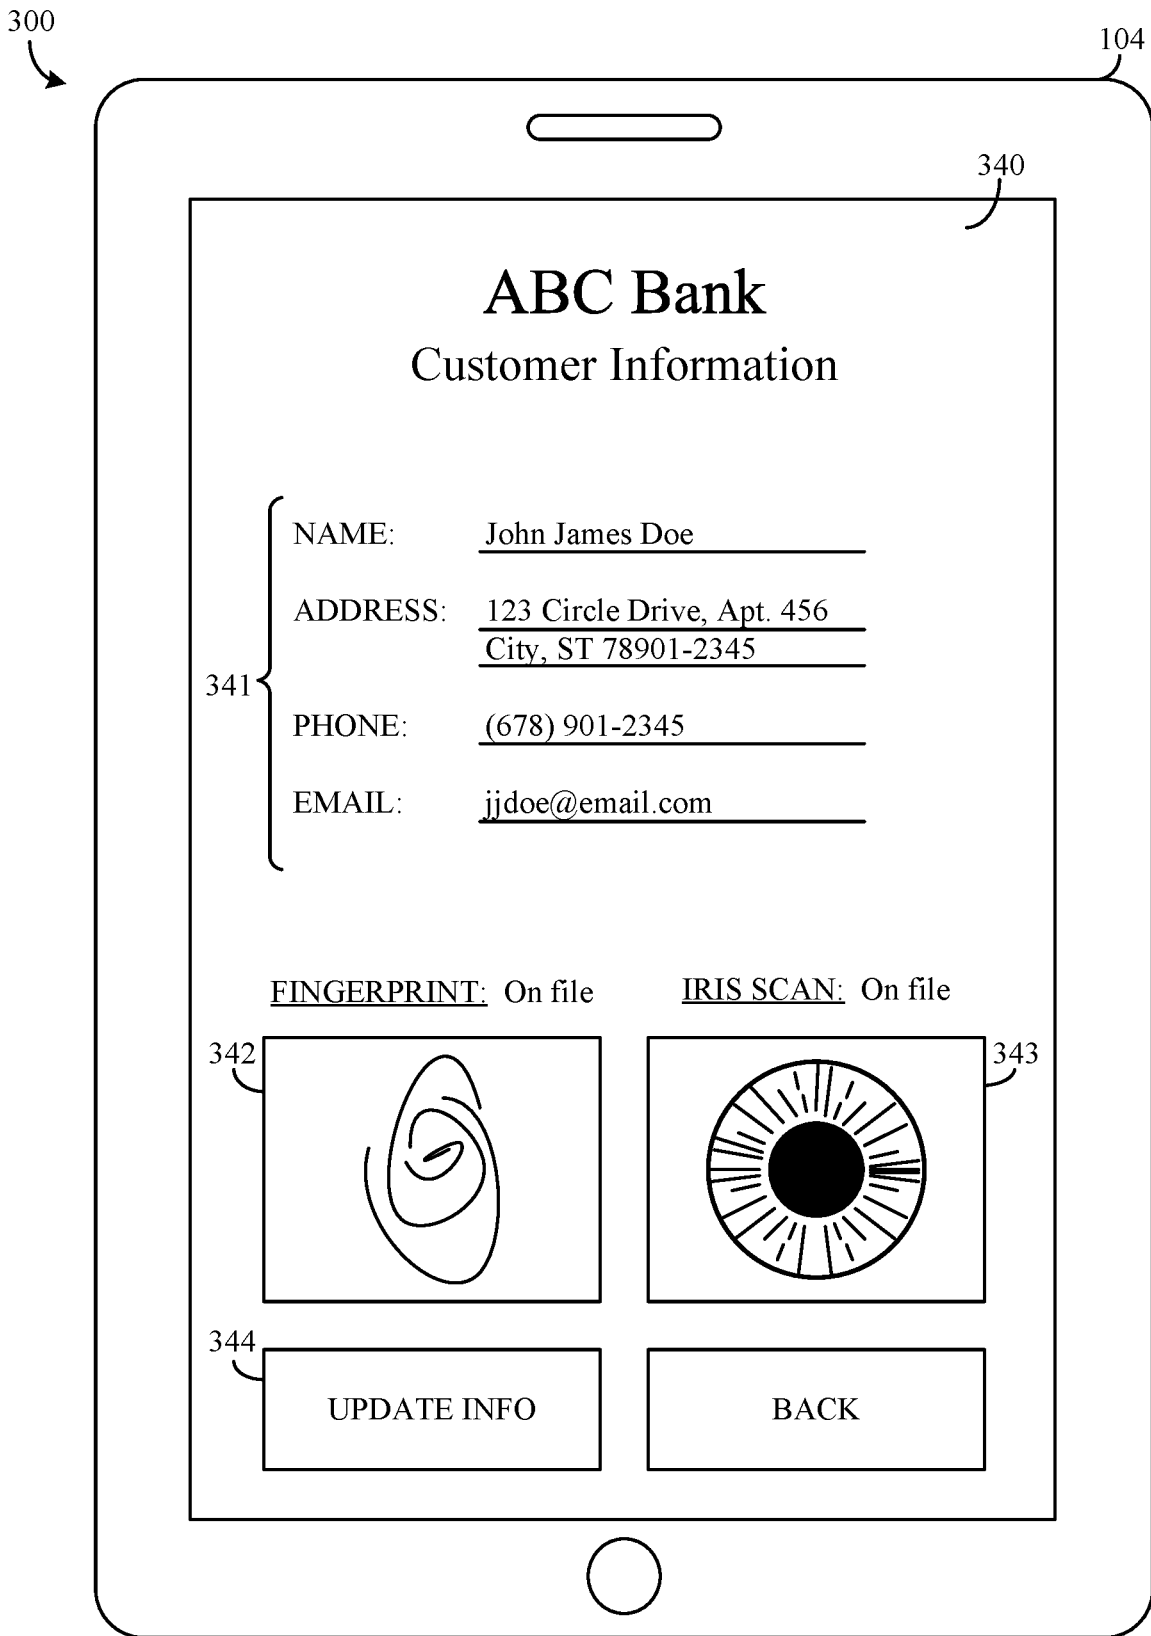 300
104
340
ABC Bank
Customer Information
NAME: John James Doe
ADDRESS: 123 Circle Drive, Apt. 456
City, ST 78901-2345
341
PHONE: (678) 901-2345
EMAIL: jjdoe@email.com
FINGERPRINT: On file IRIS SCAN: On file
342 343
344
UPDATE INFO BACK